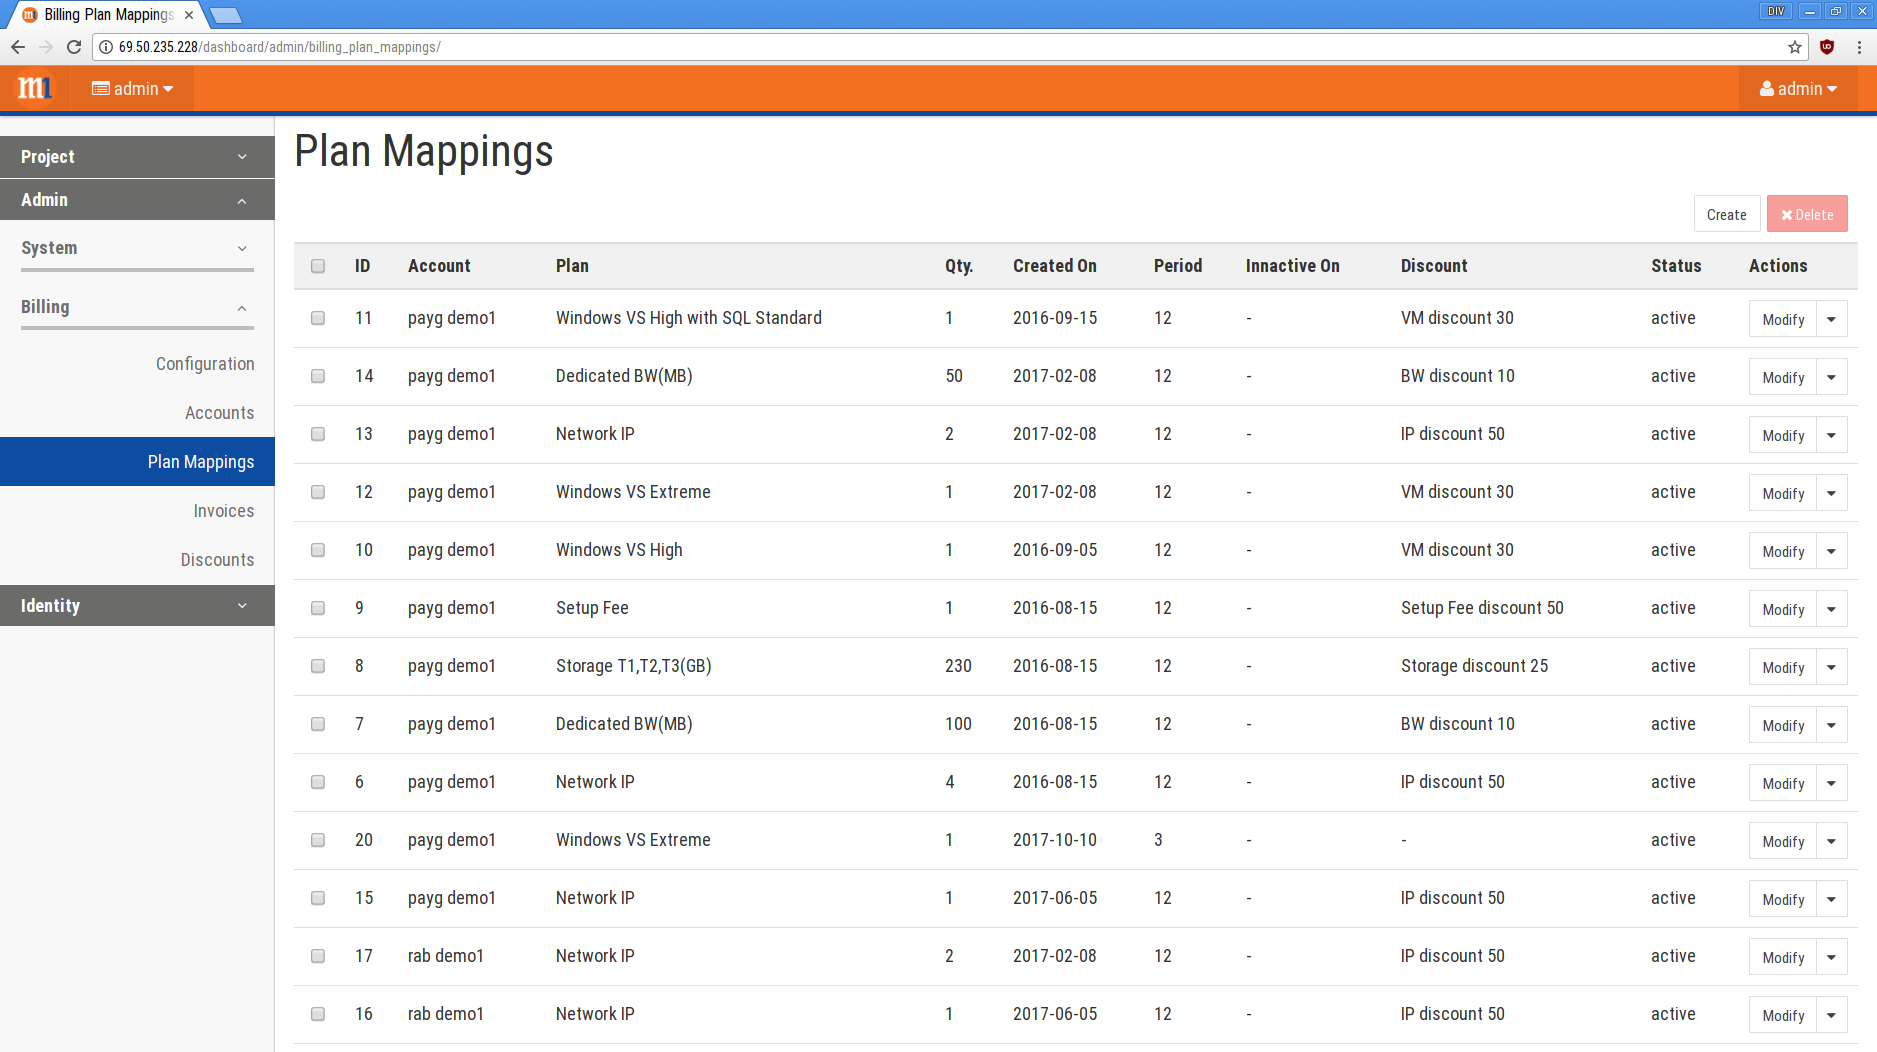 Billing Plan Mappings
DIV
69.50.235.228/dashboard/admin/billing_plan_mappings/
m1 admin admin
Project
Admin
System
Billing
Configuration
Accounts
Plan Mappings
Invoices
Discounts
Identity
Plan Mappings
Create Delete
ID Account Plan Qty. Created On Period Innactive On Discount Status Actions
11 payg demo1 Windows VS High with SQL Standard 1 2016-09-15 12 - VM discount 30 active Modify
14 payg demo1 Dedicated BW(MB) 50 2017-02-08 12 - BW discount 10 active Modify
13 payg demo1 Network IP 2 2017-02-08 12 - IP discount 50 active Modify
12 payg demo1 Windows VS Extreme 1 2017-02-08 12 - VM discount 30 active Modify
10 payg demo1 Windows VS High 1 2016-09-05 12 - VM discount 30 active Modify
9 payg demo1 Setup Fee 1 2016-08-15 12 - Setup Fee discount 50 active Modify
8 payg demo1 Storage T1,T2,T3(GB) 230 2016-08-15 12 - Storage discount 25 active Modify
7 payg demo1 Dedicated BW(MB) 100 2016-08-15 12 - BW discount 10 active Modify
6 payg demo1 Network IP 4 2016-08-15 12 - IP discount 50 active Modify
20 payg demo1 Windows VS Extreme 1 2017-10-10 3 - - active Modify
15 payg demo1 Network IP 1 2017-06-05 12 - IP discount 50 active Modify
17 rab demo1 Network IP 2 2017-02-08 12 - IP discount 50 active Modify
16 rab demo1 Network IP 1 2017-06-05 12 - IP discount 50 active Modify